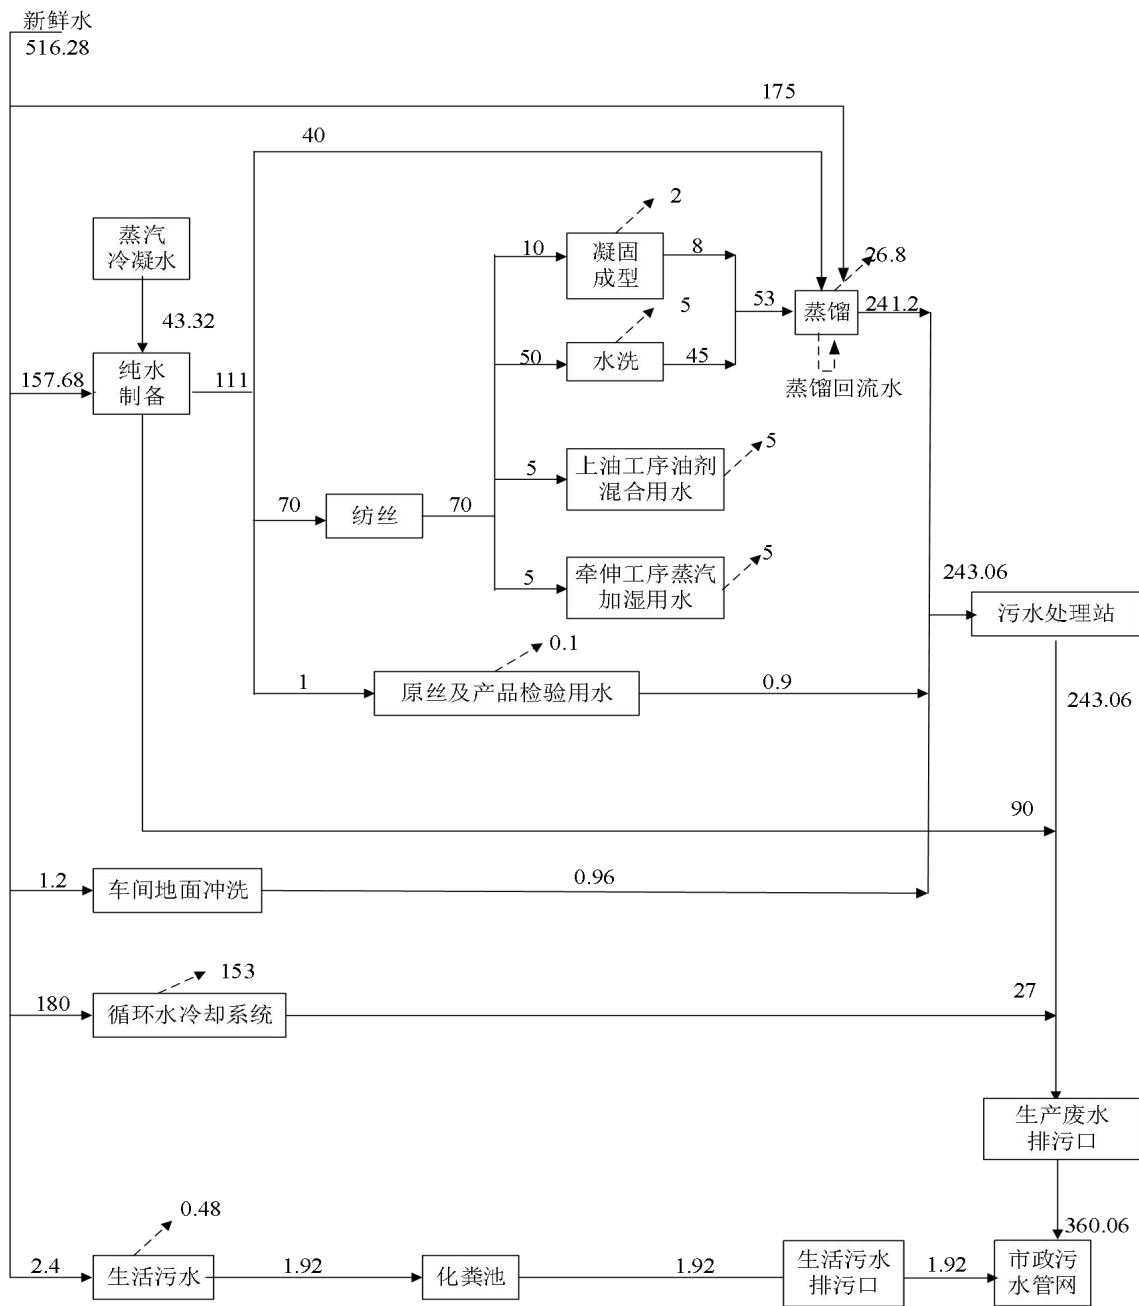 新鲜水
516.28
175
40
2
蒸汽
冷凝水
10
凝固
成型
8
26.8
43.32
5
53
蒸馏
241.2
50
水洗
45
157.68
纯水
制备
111
蒸馏回流水
5
上油工序油剂
混合用水
5
70
纺丝
70
5
牵伸工序蒸汽
加湿用水
5
243.06
污水处理站
0.1
1
原丝及产品检验用水
0.9
243.06
90
1.2
车间地面冲洗
0.96
153
180
循环水冷却系统
27
生产废水
排污口
0.48
360.06
2.4
生活污水
1.92
化粪池
1.92
生活污水
排污口
1.92
市政污
水管网